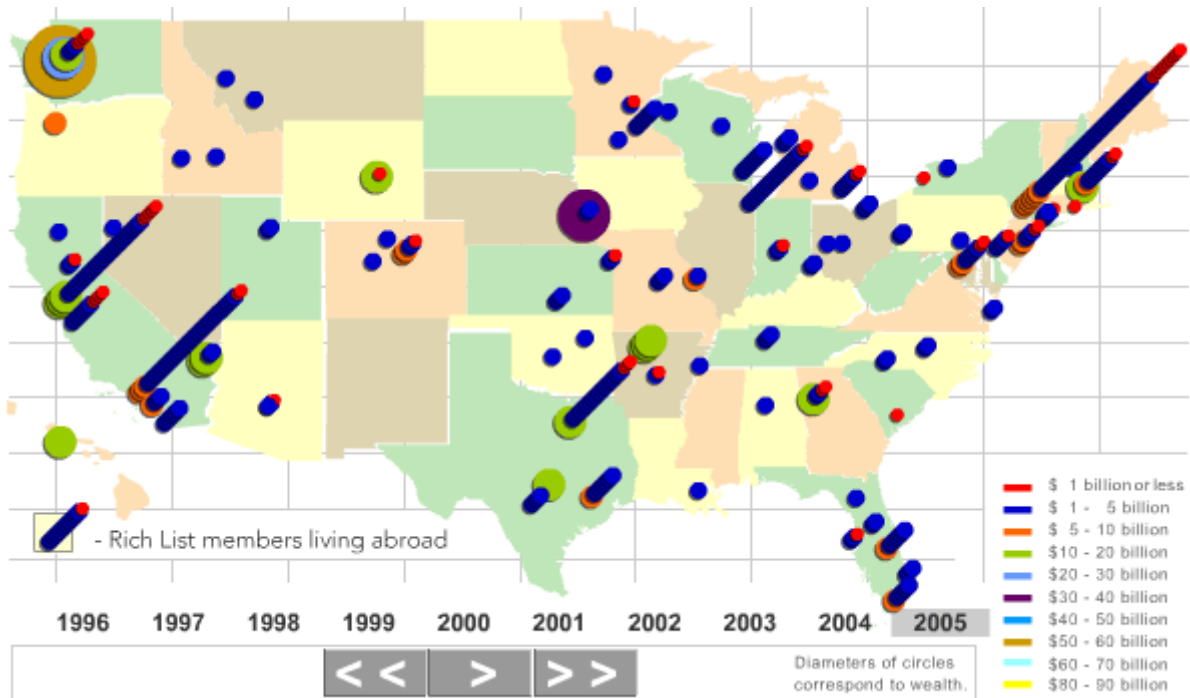 $ 1 billion or less
$ 1 - 5 billion
$ 5 - 10 billion
$10 - 20 billion
$20 - 30 billion
$30 - 40 billion
$40 - 50 billion
$50 - 60 billion
$60 - 70 billion
$80 - 90 billion
- Rich List members living abroad
1996 1997 1998 1999 2000 2001 2002 2003 2004 2005
< < > > >
Diameters of circles
correspond to wealth.